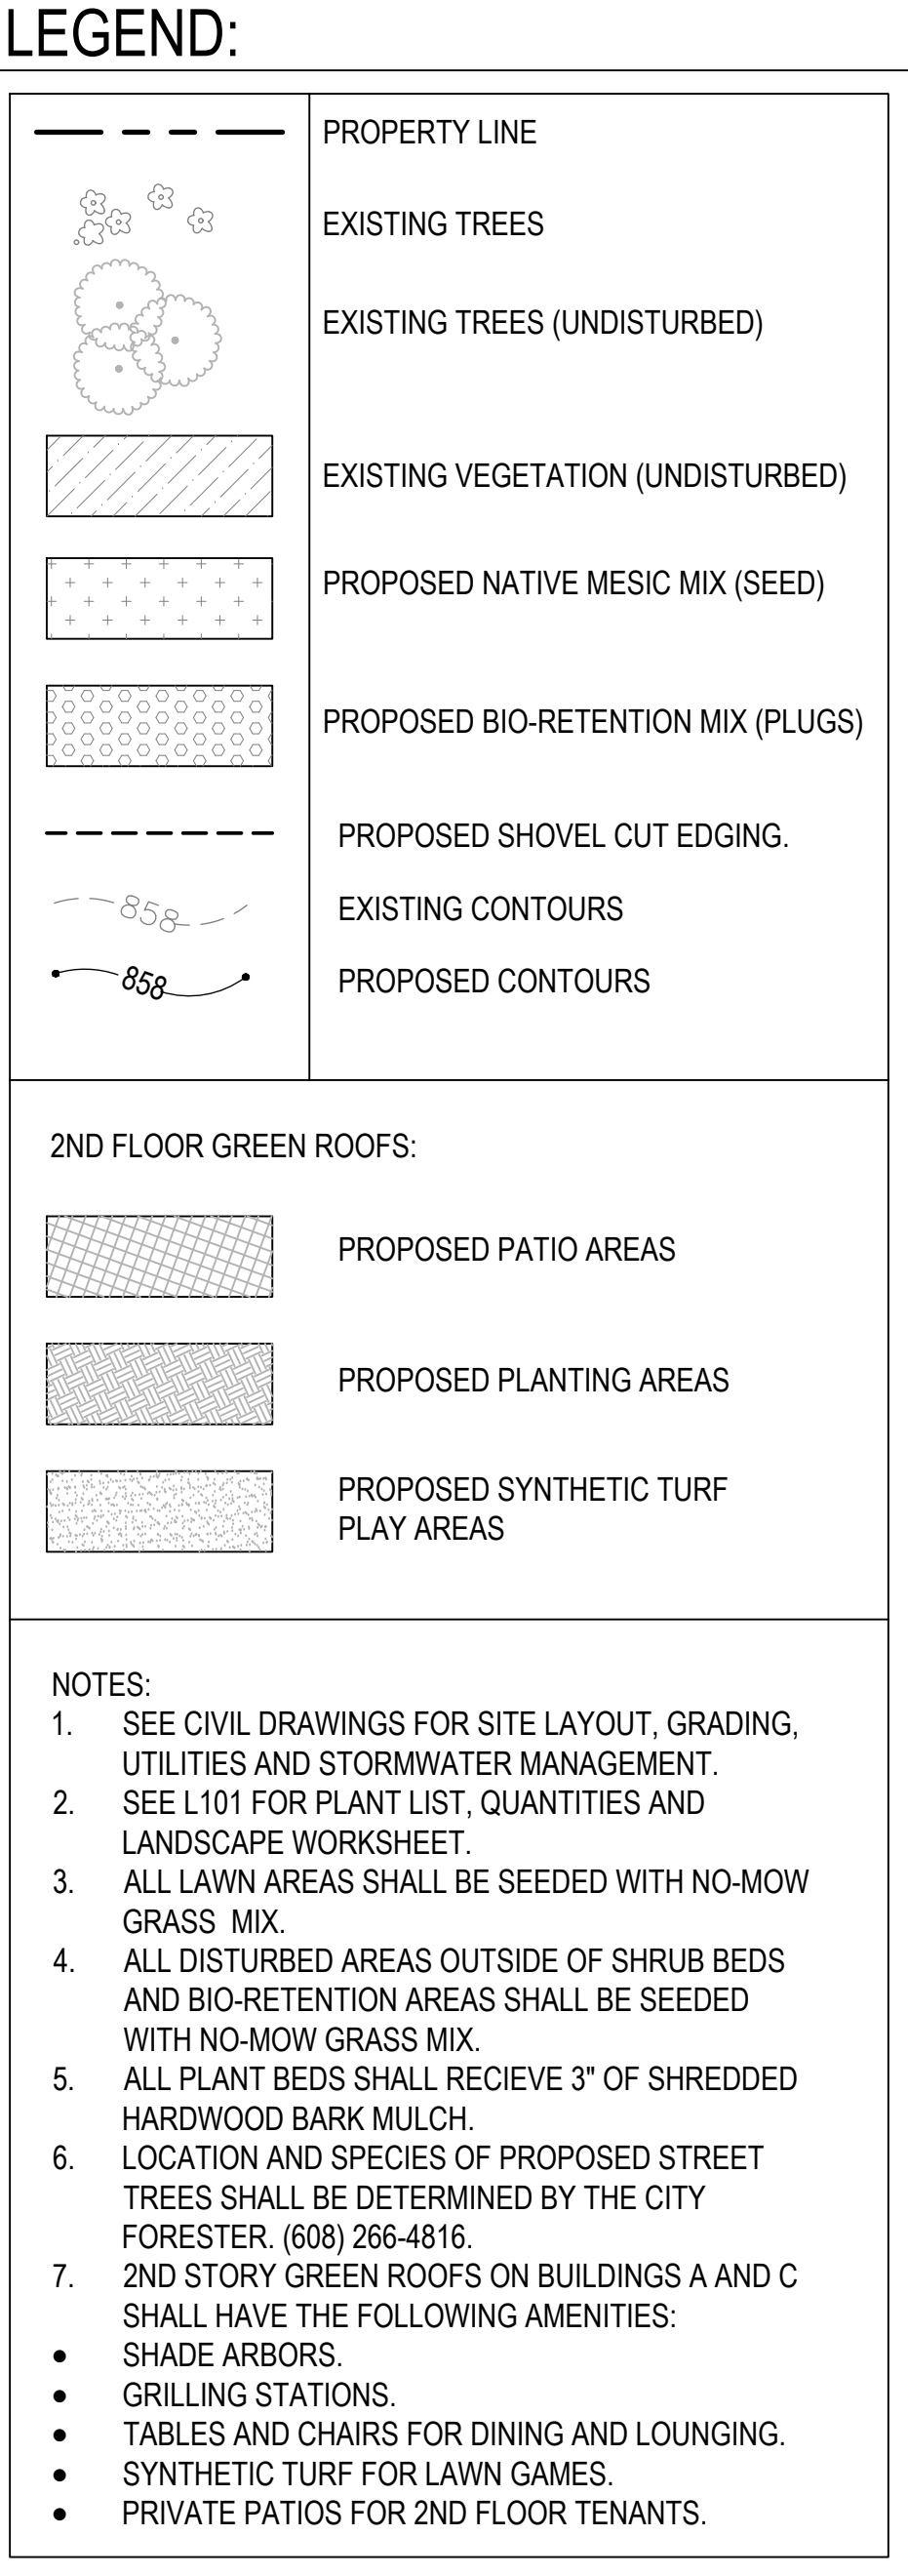 LEGEND:
PROPERTY LINE
EXISTING TREES
EXISTING TREES (UNDISTURBED)
EXISTING VEGETATION (UNDISTURBED)
PROPOSED NATIVE MESIC MIX (SEED)
PROPOSED BIO-RETENTION MIX (PLUGS)
PROPOSED SHOVEL CUT EDGING.
858
EXISTING CONTOURS
858
PROPOSED CONTOURS
2ND FLOOR GREEN ROOFS:
PROPOSED PATIO AREAS
PROPOSED PLANTING AREAS
PROPOSED SYNTHETIC TURF
PLAY AREAS
NOTES:
1. SEE CIVIL DRAWINGS FOR SITE LAYOUT, GRADING,
UTILITIES AND STORMWATER MANAGEMENT.
2. SEE L101 FOR PLANT LIST, QUANTITIES AND
LANDSCAPE WORKSHEET.
3. ALL LAWN AREAS SHALL BE SEEDED WITH NO-MOW
GRASS MIX.
4. ALL DISTURBED AREAS OUTSIDE OF SHRUB BEDS
AND BIO-RETENTION AREAS SHALL BE SEEDED
WITH NO-MOW GRASS MIX.
5. ALL PLANT BEDS SHALL RECIEVE 3" OF SHREDDED
HARDWOOD BARK MULCH.
6. LOCATION AND SPECIES OF PROPOSED STREET
TREES SHALL BE DETERMINED BY THE CITY
FORESTER. (608) 266-4816.
7. 2ND STORY GREEN ROOFS ON BUILDINGS A AND C
SHALL HAVE THE FOLLOWING AMENITIES:
• SHADE ARBORS.
• GRILLING STATIONS.
• TABLES AND CHAIRS FOR DINING AND LOUNGING.
• SYNTHETIC TURF FOR LAWN GAMES.
• PRIVATE PATIOS FOR 2ND FLOOR TENANTS.